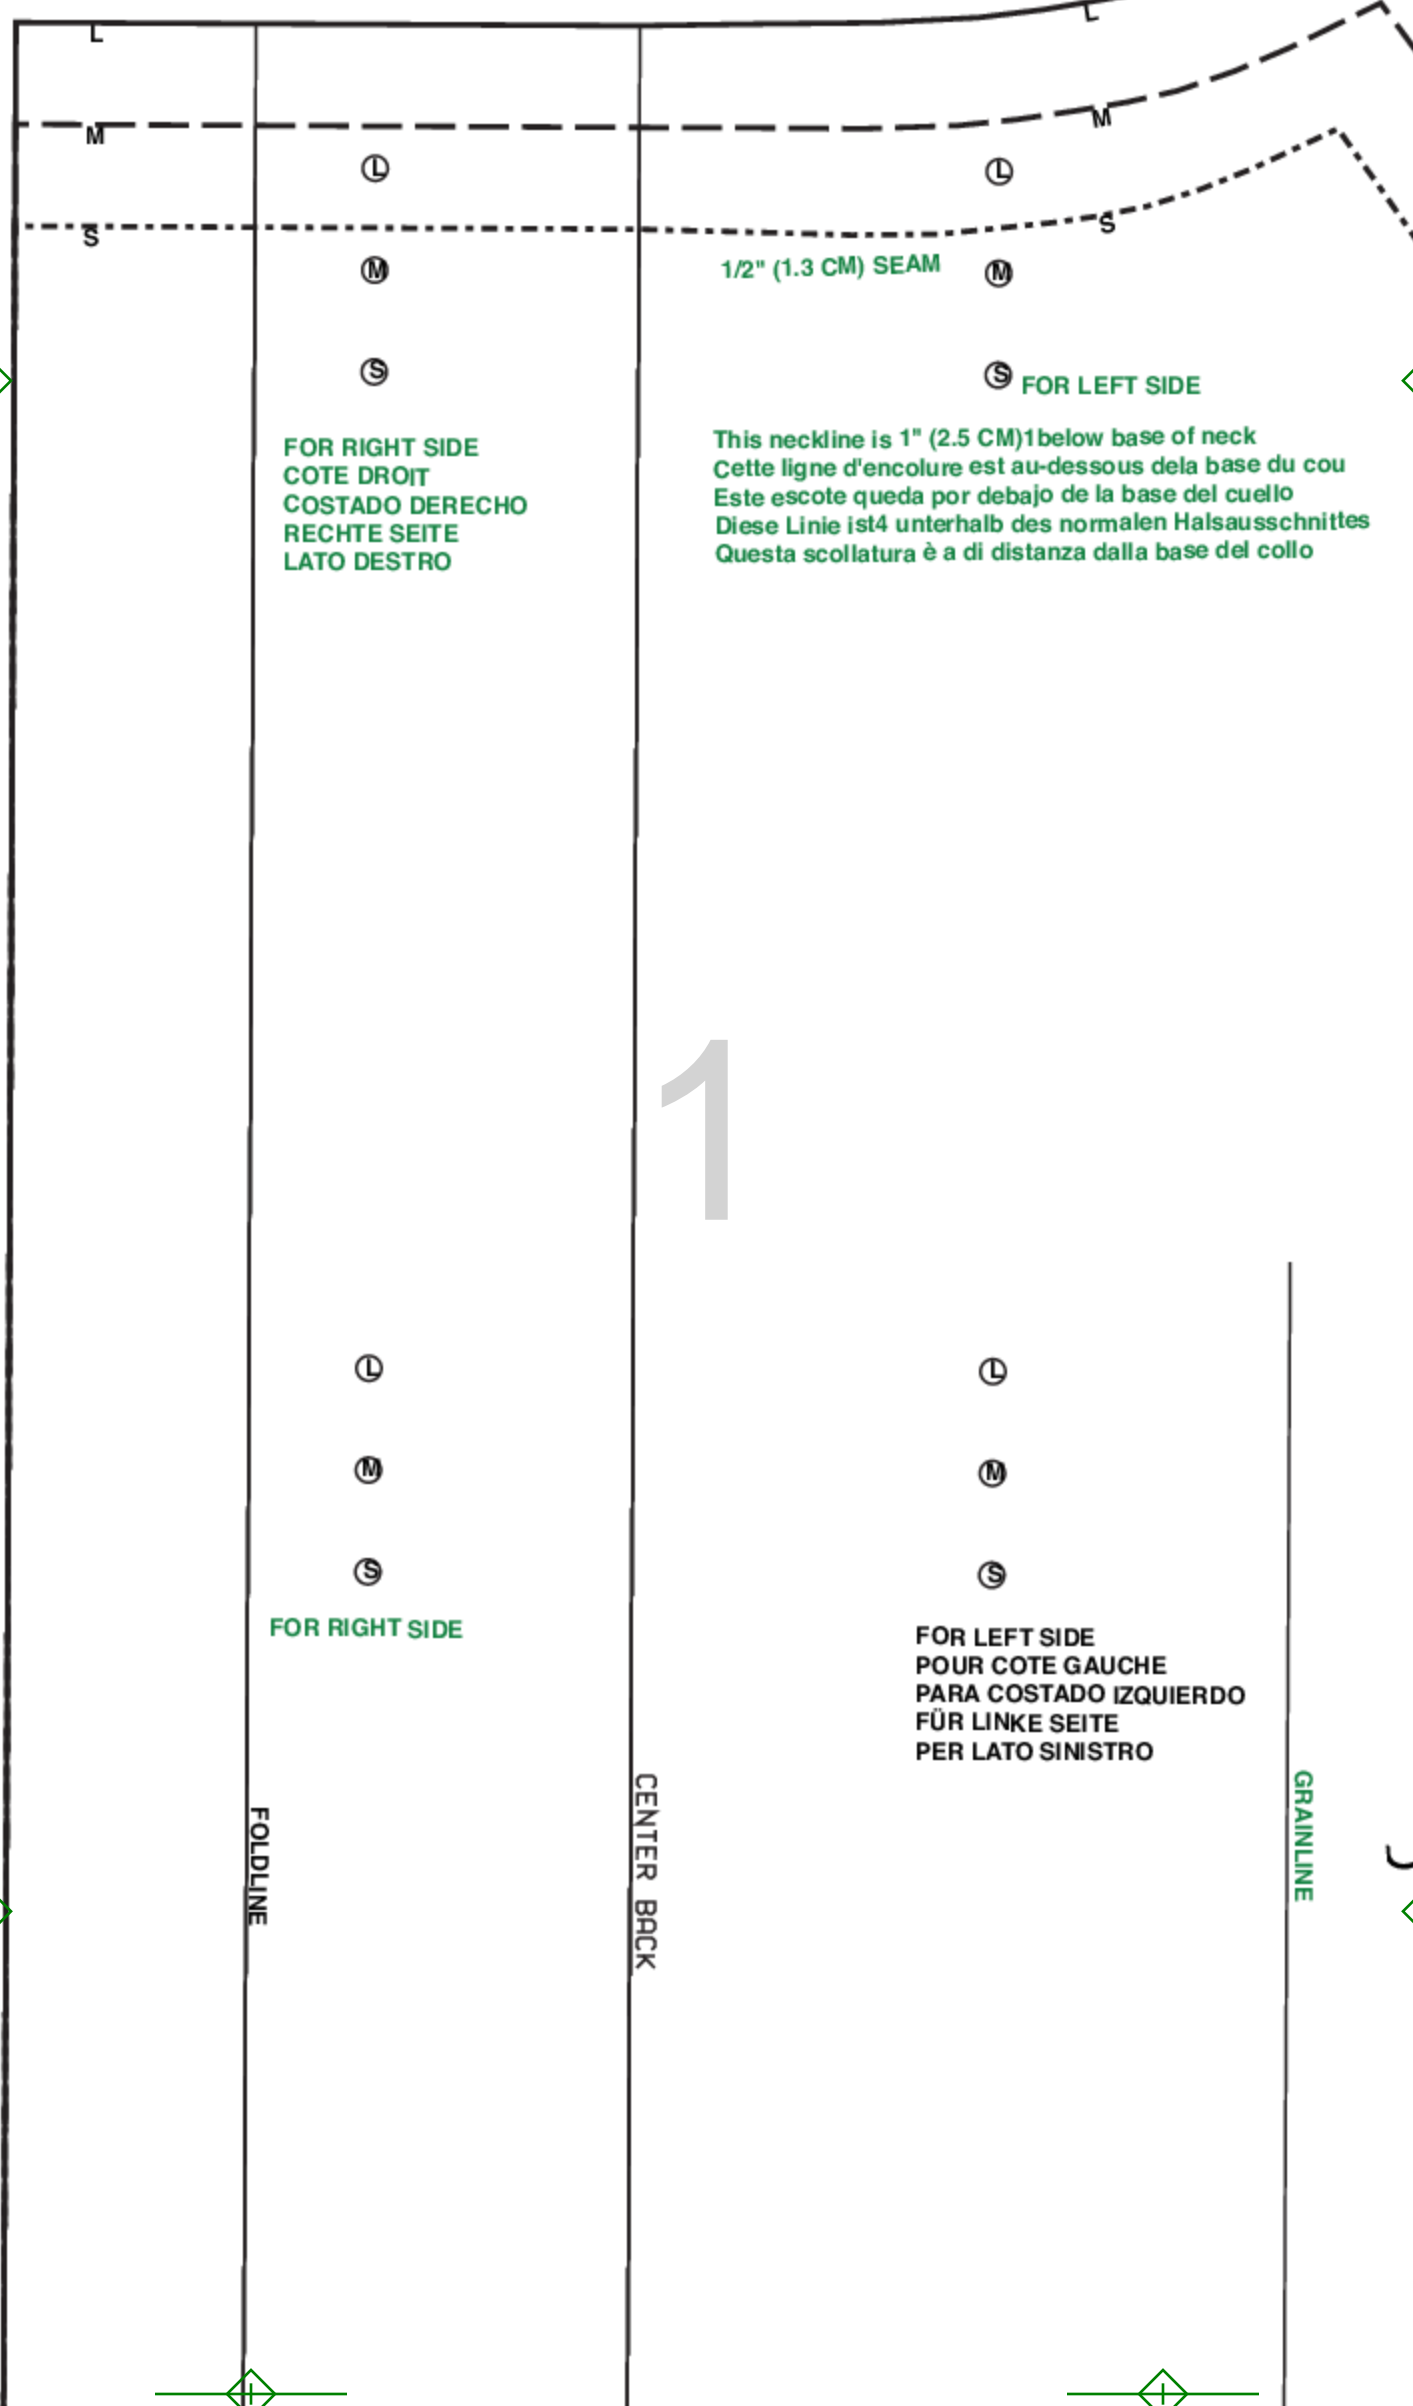 L
L
M
M
L
L
S
S
M
1/2" (1.3 CM) SEAM
M
S
S
FOR LEFT SIDE
FOR RIGHT SIDE
COTE DROIT
COSTADO DERECHO
RECHTE SEITE
LATO DESTRO
This neckline is 1" (2.5 CM)1below base of neck
Cette ligne d'encolure est au-dessous dela base du cou
Este escote queda por debajo de la base del cuello
Diese Linie ist4 unterhalb des normalen Halsausschnittes
Questa scollatura è a di distanza dalla base del collo
1
L
L
M
M
S
S
FOR RIGHT SIDE
FOR LEFT SIDE
POUR COTE GAUCHE
PARA COSTADO IZQUIERDO
FÜR LINKE SEITE
PER LATO SINISTRO
FOLDLINE
CENTER BACK
GRAINLINE